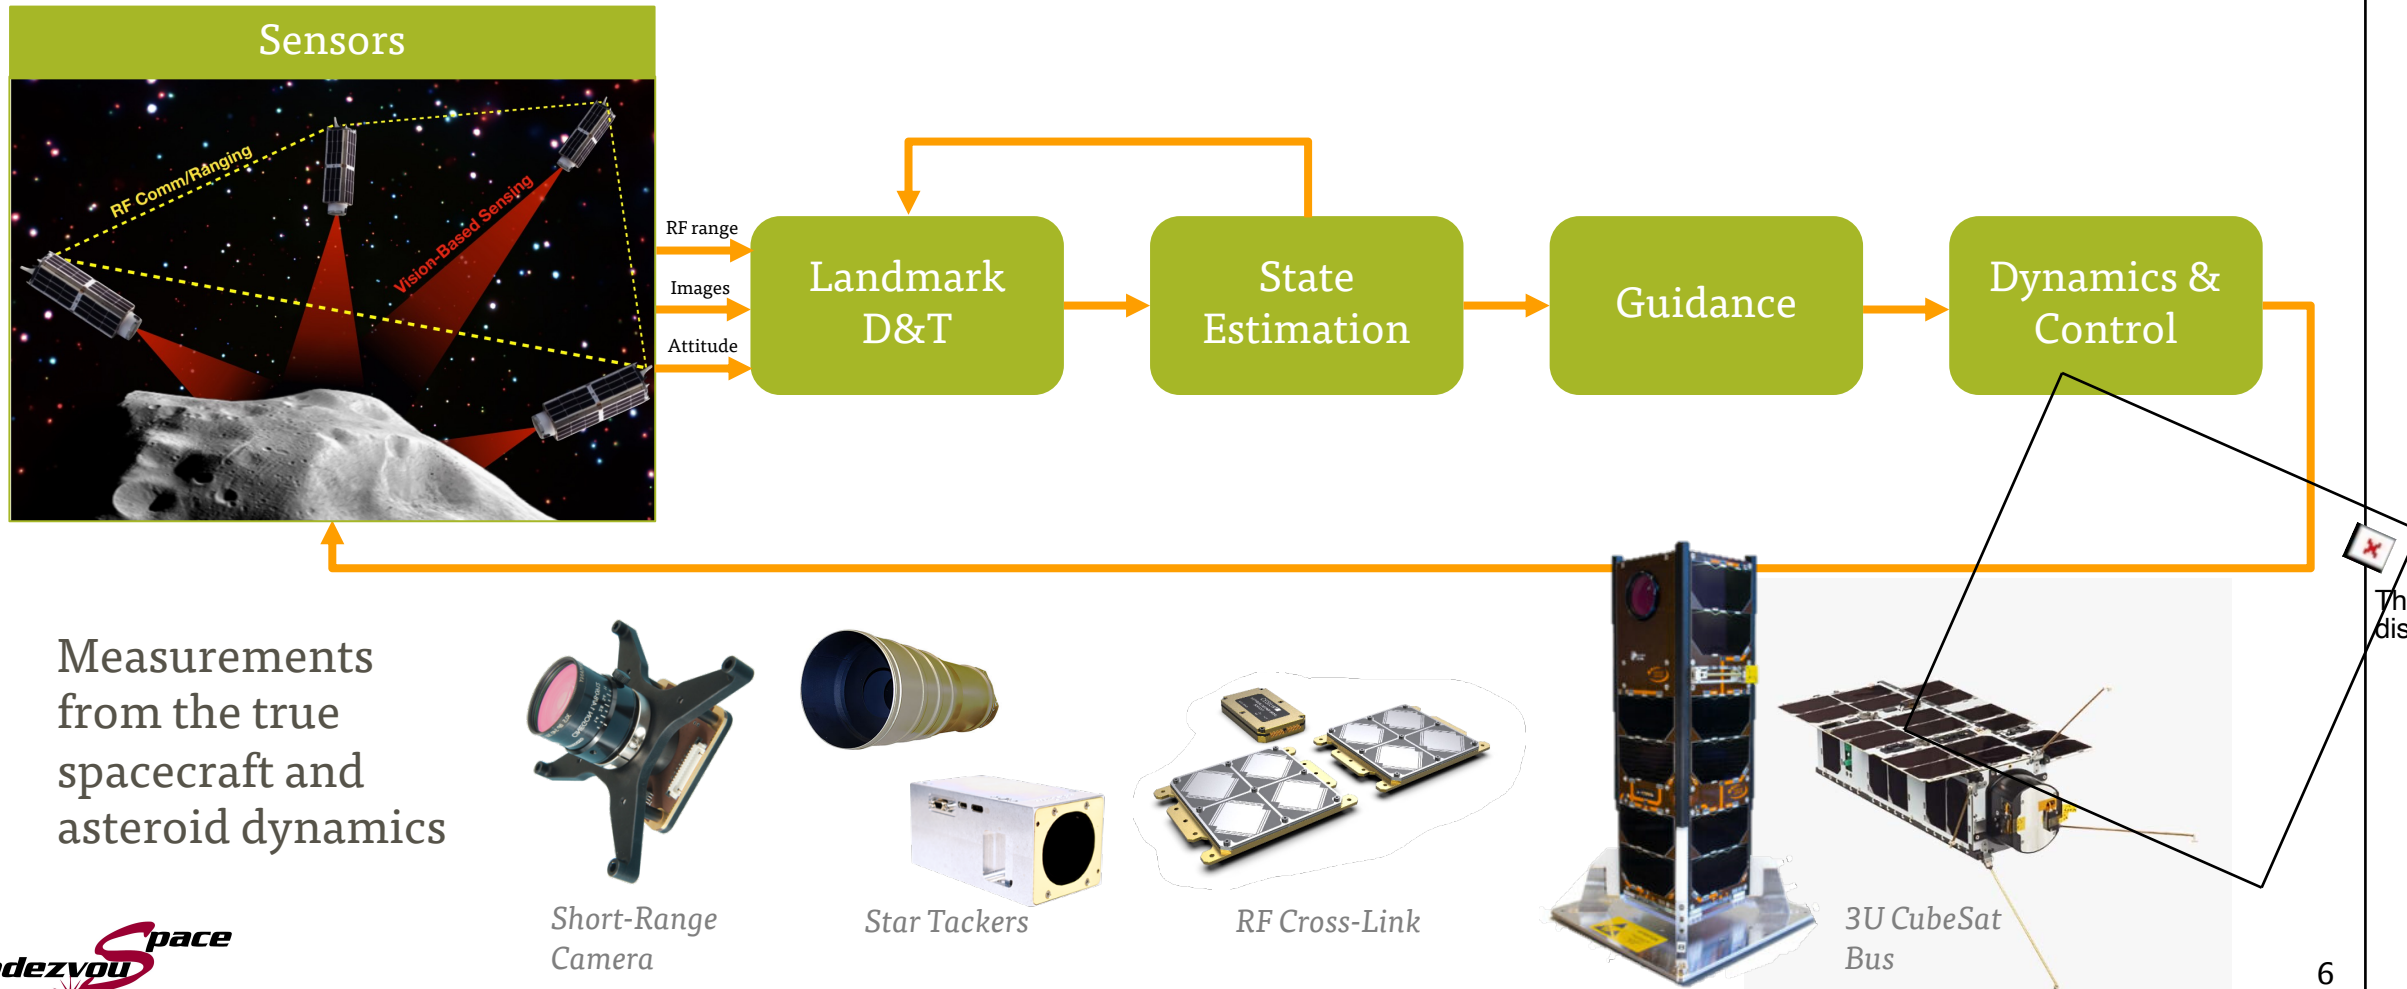 Sensors
RF Comm/Ranging
Vision-Based Sensing
RF range
Images
Attitude
Landmark
D&T
State
Estimation
Guidance
Dynamics &
Control
Measurements
from the true
spacecraft and
asteroid dynamics
Short-Range
Camera
Star Tackers
RF Cross-Link
3U CubeSat
Bus
Th
dis
pace
dezvou
6